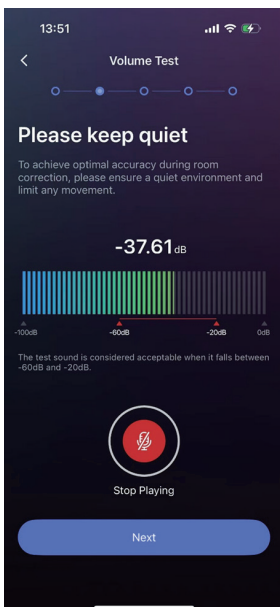 13:51
Volume Test
Please keep quiet
To achieve optimal accuracy during room
correction, please ensure a quiet environment and
limit any movement.
-37.61dB
-100dB -60dB -20dB 0dB
The test sound is considered acceptable when it falls between
-60dB and -20dB.
Stop Playing
Next